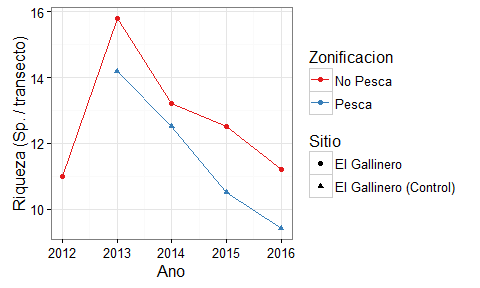 16
14
12
10
Riqueza (Sp. / transecto)
2012 2013 2014 2015 2016
Ano
Zonificacion
No Pesca
Pesca
Sitio
El Gallinero
El Gallinero (Control)